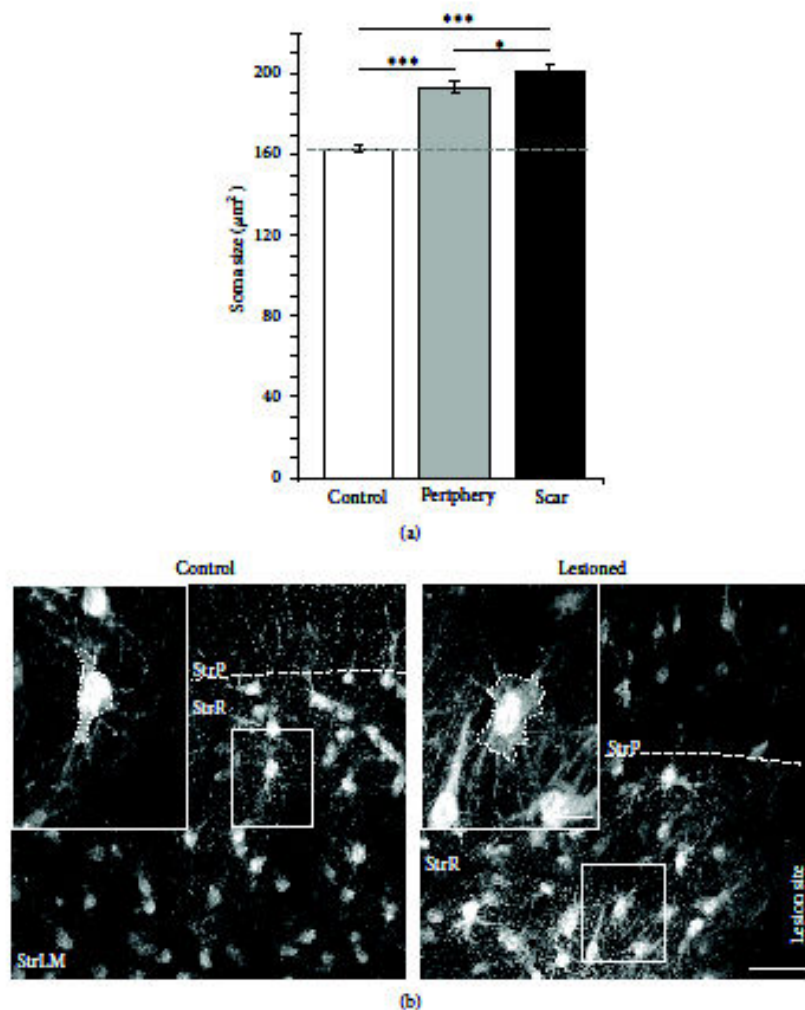 ***
***
*
200
160
120
80
40
0
Soma size (μm²)
Control
Periphery
Scar
(a)
Control
Lesioned
StrP
StrR
StrLM
StrP
StrR
Lesion size
(b)